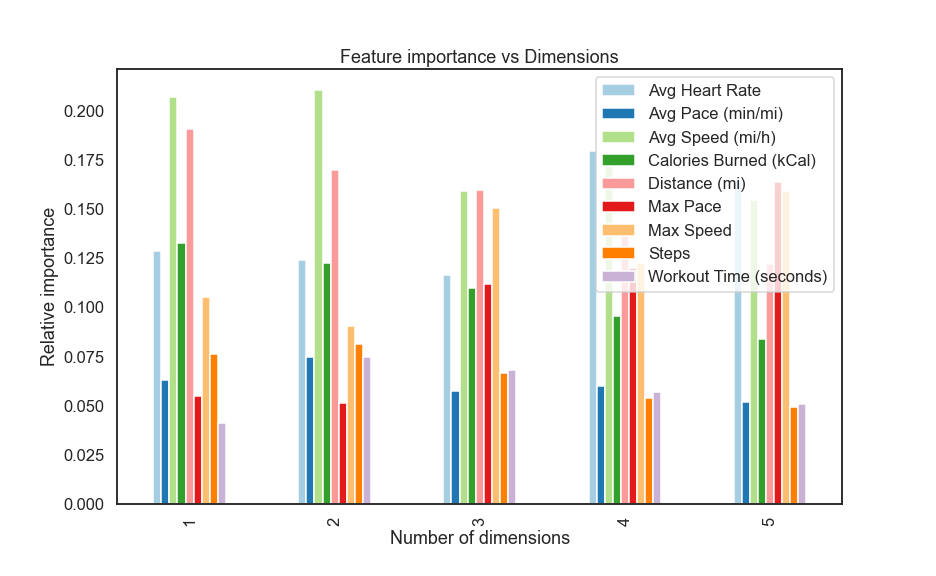 Feature importance vs Dimensions
Avg Heart Rate
Avg Pace (min/mi)
Avg Speed (mi/h)
Calories Burned (kCal)
Distance (mi)
Max Pace
Max Speed
Steps
Workout Time (seconds)
Relative importance
0.200
0.175
0.150
0.125
0.100
0.075
0.050
0.025
0.000
1
2
3
4
5
Number of dimensions